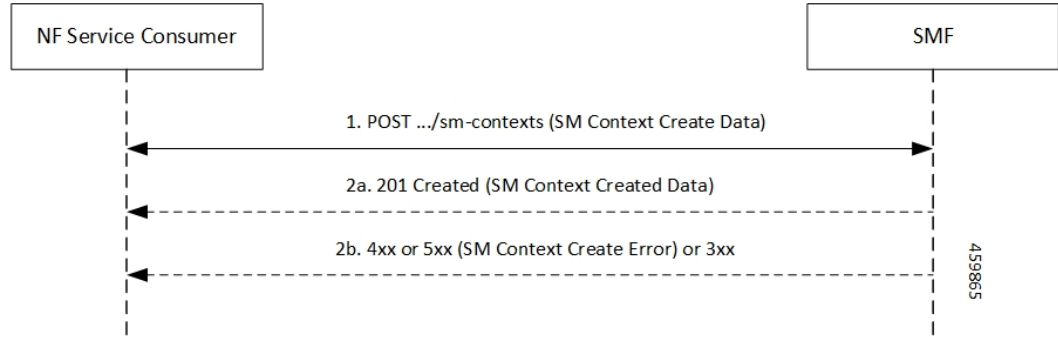 NF Service Consumer
SMF
1. POST .../sm-contexts (SM Context Create Data)
2a. 201 Created (SM Context Created Data)
2b. 4xx or 5xx (SM Context Create Error) or 3xx
459865